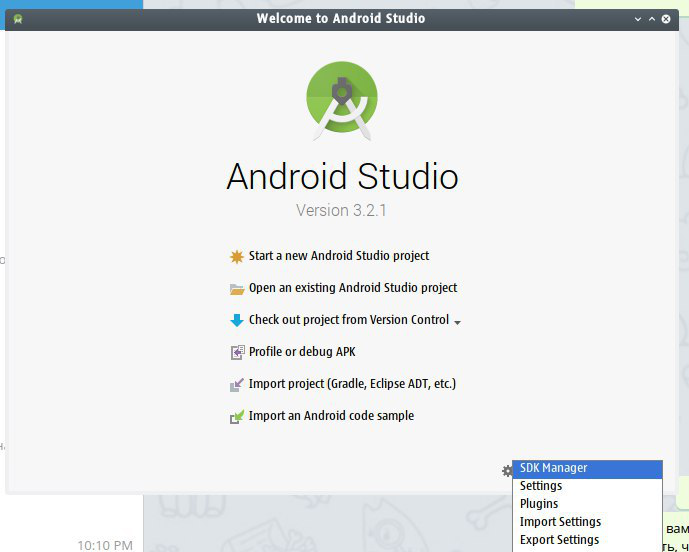 Welcome to Android Studio
Android Studio
Version 3.2.1
Start a new Android Studio project
Open an existing Android Studio project
Check out project from Version Control
Profile or debug APK
Import project (Gradle, Eclipse ADT, etc.)
Import an Android code sample
SDK Manager
Settings
Plugins
Import Settings
Export Settings
10:10 PM
вам
ть, ч